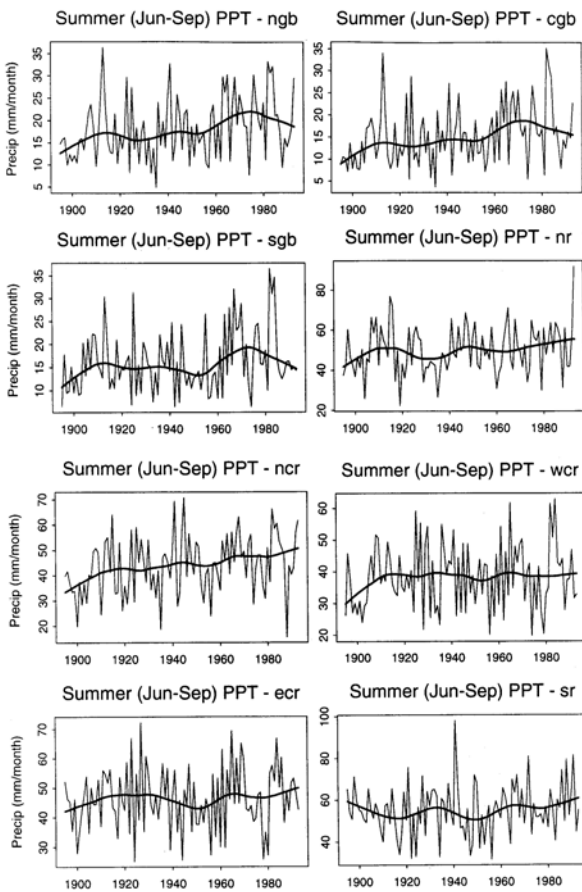 Summer (Jun-Sep) PPT - ngb
Precip (mm/month)
35
30
25
20
15
10
5
1900 1920 1940 1960 1980
Summer (Jun-Sep) PPT - cgb
35
30
25
20
15
10
5
1900 1920 1940 1960 1980
Summer (Jun-Sep) PPT - sgb
Precip (mm/month)
35
30
25
20
15
10
1900 1920 1940 1960 1980
Summer (Jun-Sep) PPT - nr
80
60
40
20
1900 1920 1940 1960 1980
Summer (Jun-Sep) PPT - ncr
Precip (mm/month)
70
60
50
40
30
20
1900 1920 1940 1960 1980
Summer (Jun-Sep) PPT - wcr
60
50
40
30
20
1900 1920 1940 1960 1980
Summer (Jun-Sep) PPT - ecr
Precip (mm/month)
70
60
50
40
30
1900 1920 1940 1960 1980
Summer (Jun-Sep) PPT - sr
100
80
60
40
1900 1920 1940 1960 1980